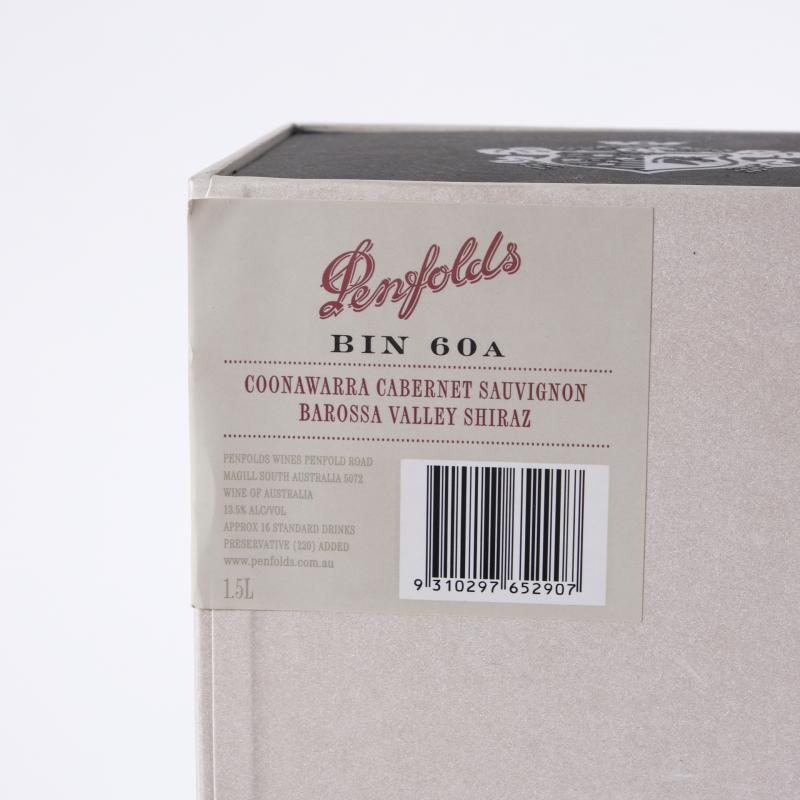 Penfolds
BIN 60A
COONAWARRA CABERNET SAUVIGNON
BAROSSA VALLEY SHIRAZ
PENFOLDS WINES PENFOLD ROAD
MAGILL SOUTH AUSTRALIA 5072
WINE OF AUSTRALIA
13.5% ALC/VOL
APPROX 16 STANDARD DRINKS
PRESERVATIVE (220) ADDED
www.penfolds.com.au
1.5L
9 310297 652907